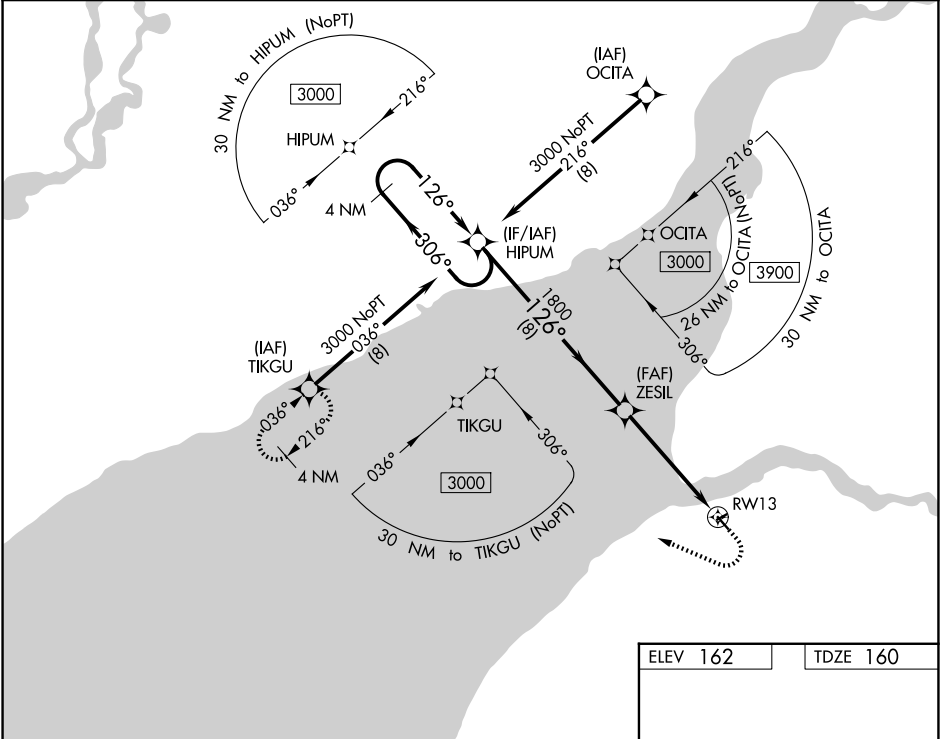 30 NM to HIPUM (NoPT)
3000
216°
HIPUM
036°
(IAF)
OCITA
3000 NoPT
216°
(8)
4 NM
126°
306°
(IF/IAF)
HIPUM
216°
OCITA
3000
26 NM to OCITA (NoPT)
3900
30 NM to OCITA
306°
1800
126°
(8)
3000 NoPT
036°
(8)
(IAF)
TIKGU
036°
216°
4 NM
(FAF)
ZESIL
TIKGU
036°
306°
3000
30 NM to TIKGU (NoPT)
RW13
ELEV 162
TDZE 160